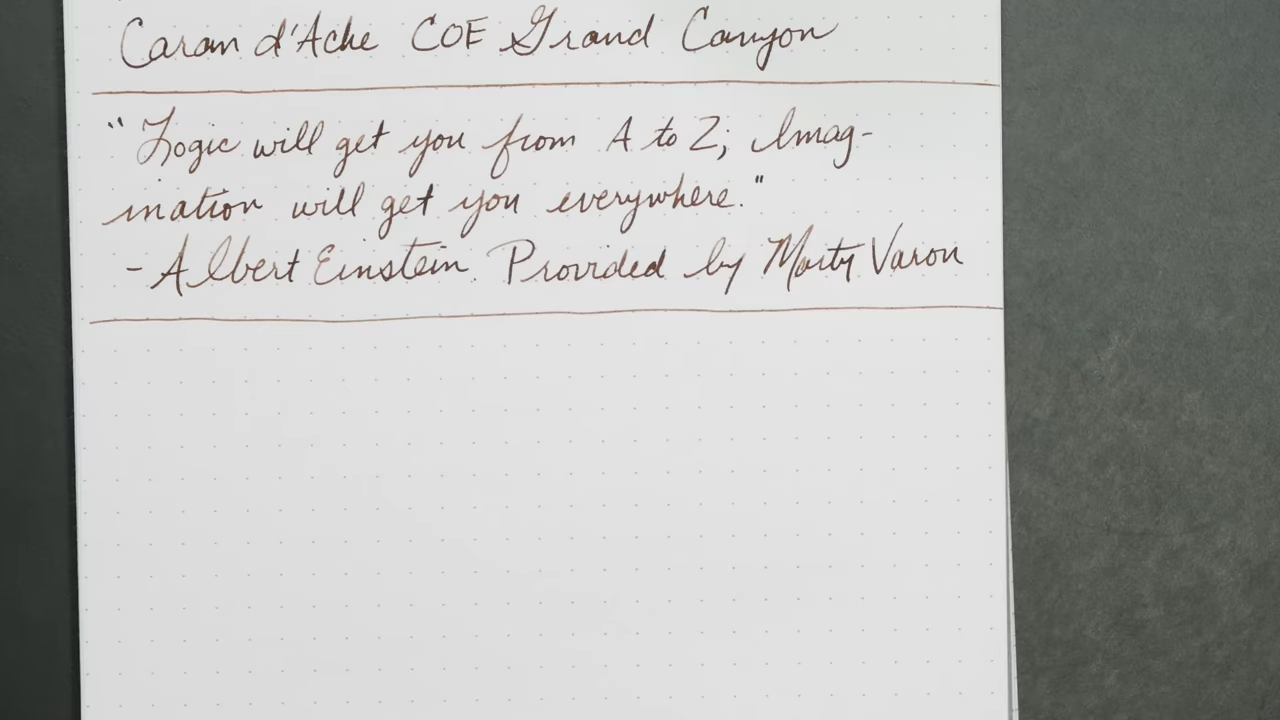 Caran d'Ache COE Grand Canyon
"Logic will get you from A to Z; Imag-
ination will get you everywhere."
- Albert Einstein. Provided by Marty Varon